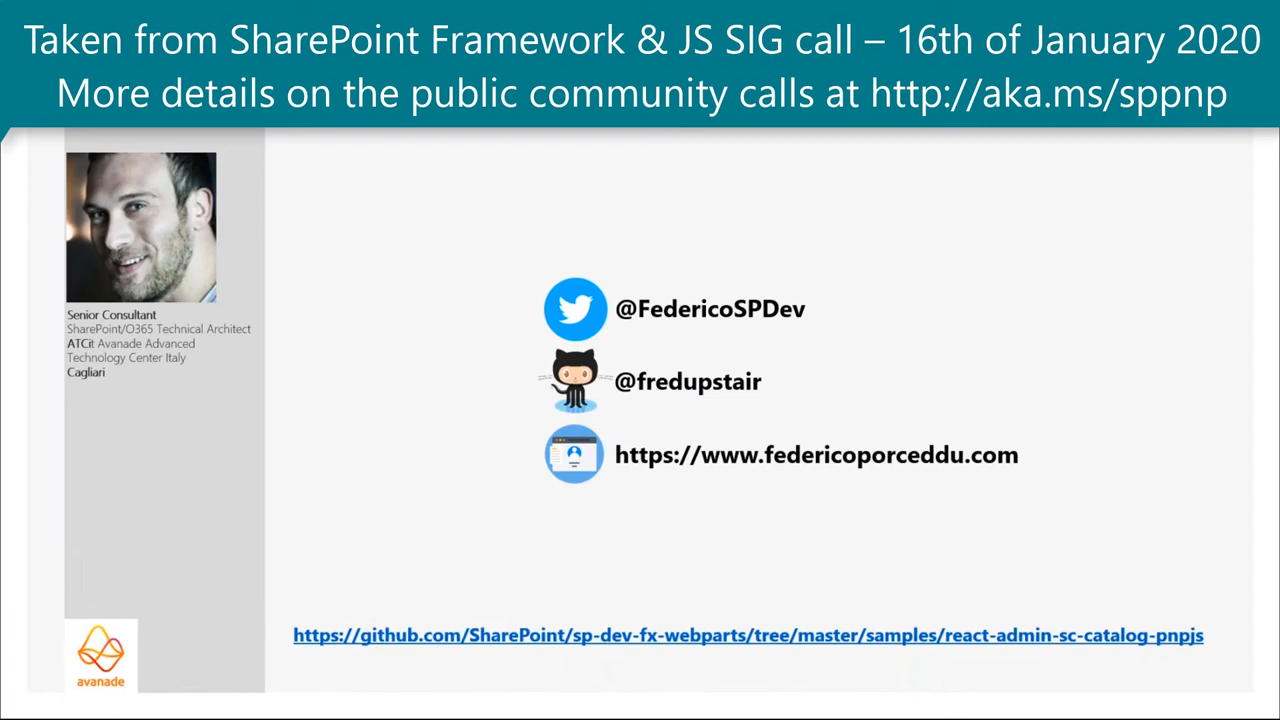 Taken from SharePoint Framework & JS SIG call – 16th of January 2020
More details on the public community calls at http://aka.ms/sppnp
Senior Consultant
SharePoint/O365 Technical Architect
ATCit Avanade Advanced
Technology Center Italy
Cagliari
@FedericoSPDev
@fredupstair
https://www.federicoporceddu.com
https://github.com/SharePoint/sp-dev-fx-webparts/tree/master/samples/react-admin-sc-catalog-pnpjs
avanade